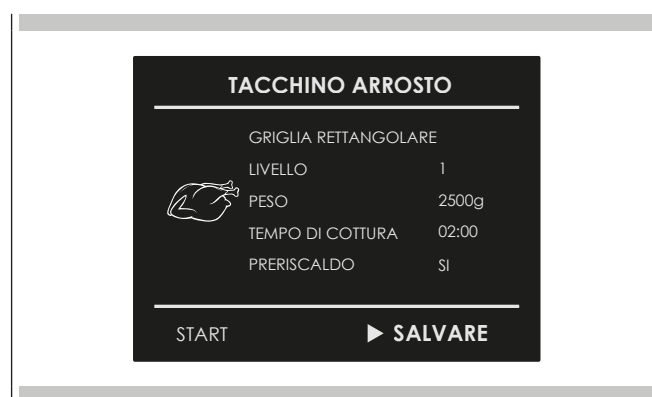 TACCHINO ARROSTO
GRIGLIA RETTANGOLARE
LIVELLO 1
PESO 2500g
TEMPO DI COTTURA 02:00
PRERISCALDO SI
START ▶ SALVARE